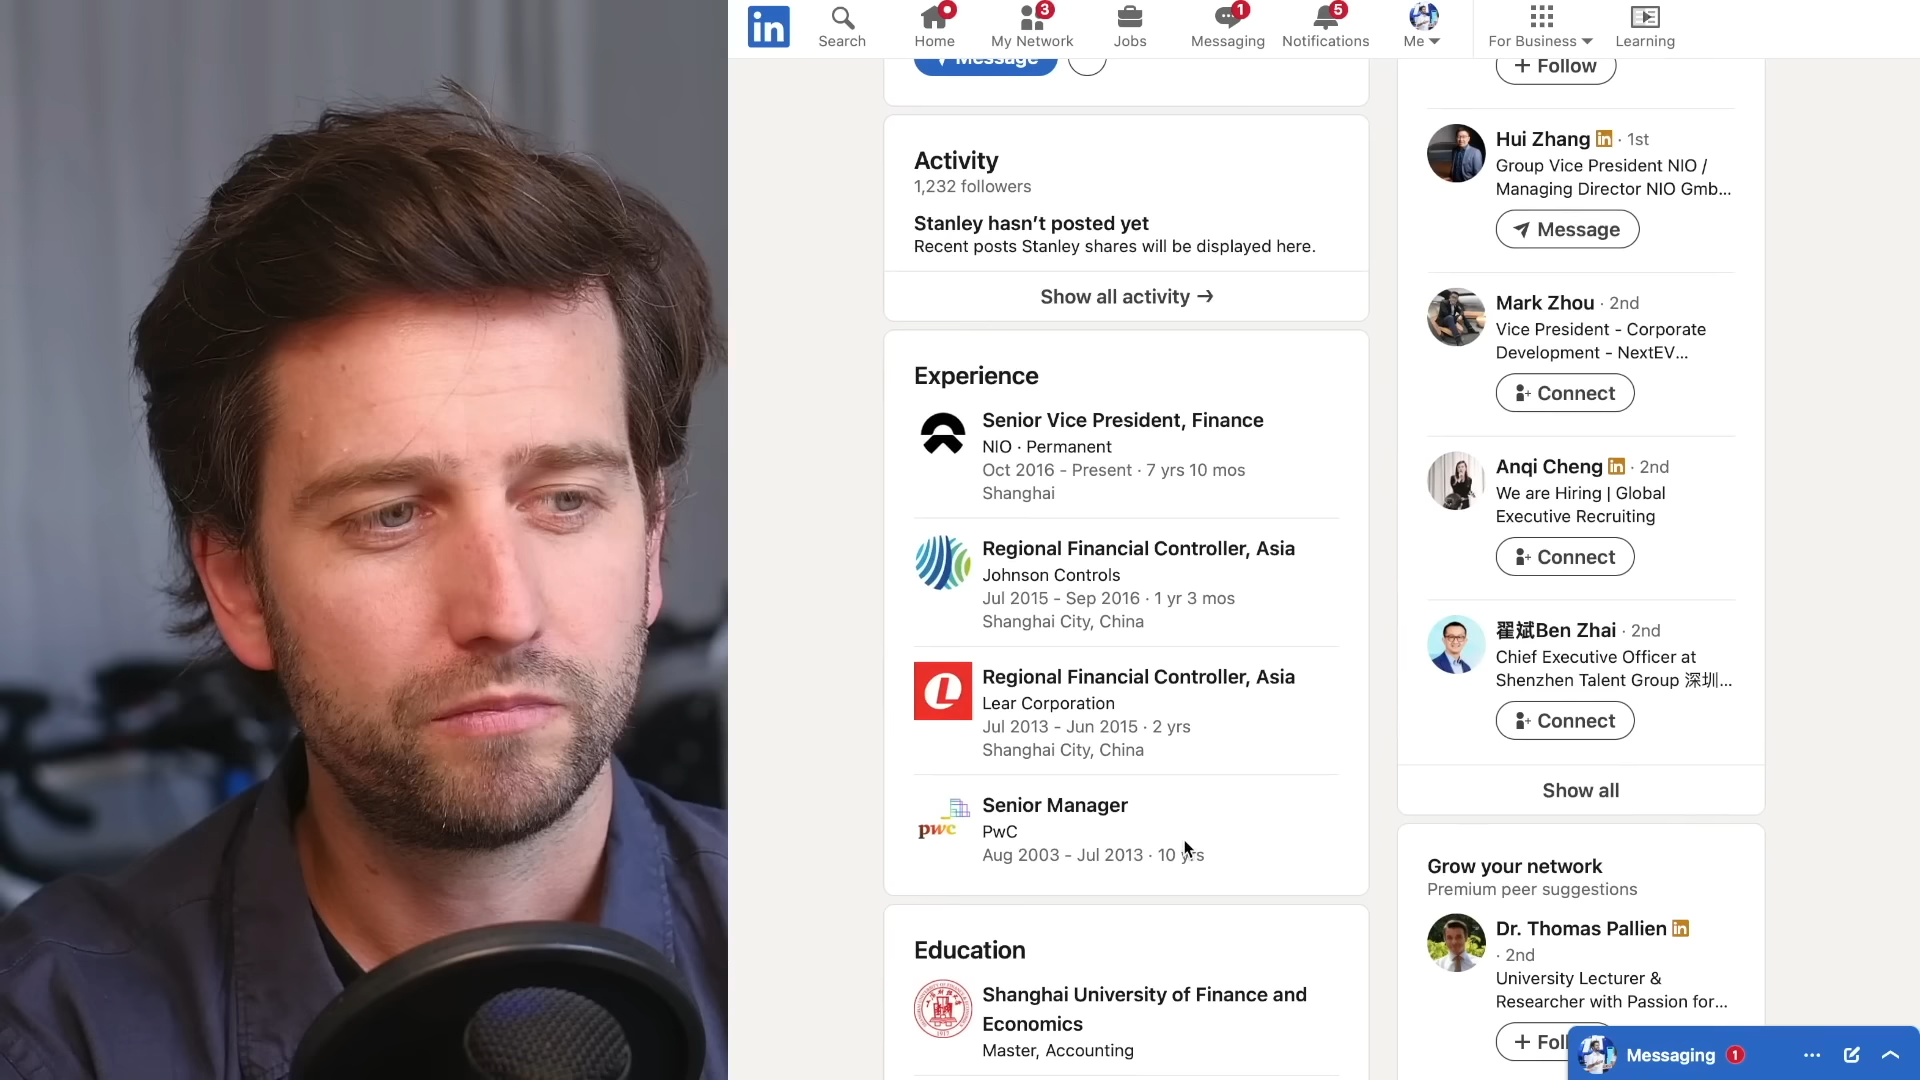 in
Search
Home
3
My Network
Jobs
1
Messaging
5
Notifications
Me
For Business
Learning
Message
Activity
1,232 followers
Stanley hasn’t posted yet
Recent posts Stanley shares will be displayed here.
Show all activity →
Experience
Senior Vice President, Finance
NIO · Permanent
Oct 2016 - Present · 7 yrs 10 mos
Shanghai
Regional Financial Controller, Asia
Johnson Controls
Jul 2015 - Sep 2016 · 1 yr 3 mos
Shanghai City, China
Regional Financial Controller, Asia
Lear Corporation
Jul 2013 - Jun 2015 · 2 yrs
Shanghai City, China
pwc
Senior Manager
PwC
Aug 2003 - Jul 2013 · 10 yrs
Education
Shanghai University of Finance and
Economics
Master, Accounting
+ Follow
Hui Zhang in · 1st
Group Vice President NIO /
Managing Director NIO Gmb...
Message
Mark Zhou · 2nd
Vice President - Corporate
Development - NextEV...
Connect
Anqi Cheng in · 2nd
We are Hiring | Global
Executive Recruiting
Connect
翟斌Ben Zhai · 2nd
Chief Executive Officer at
Shenzhen Talent Group 深圳...
Connect
Show all
Grow your network
Premium peer suggestions
Dr. Thomas Pallien in
· 2nd
University Lecturer &
Researcher with Passion for...
+ Foll
Messaging 1